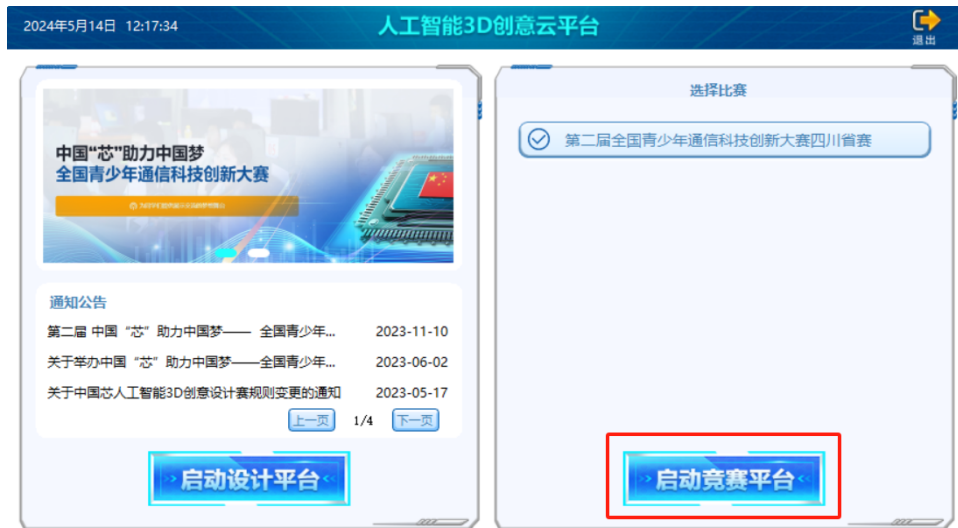 2024年5月14日 12:17:34
人工智能3D创意云平台
退出
中国“芯”助力中国梦
全国青少年通信科技创新大赛
通知公告
第二届 中国“芯”助力中国梦—— 全国青少年... 2023-11-10
关于举办中国“芯”助力中国梦——全国青少年... 2023-06-02
关于中国芯人工智能3D创意设计赛规则变更的通知 2023-05-17
上一页 1/4 下一页
启动设计平台
选择比赛
第二届全国青少年通信科技创新大赛四川省赛
启动竞赛平台